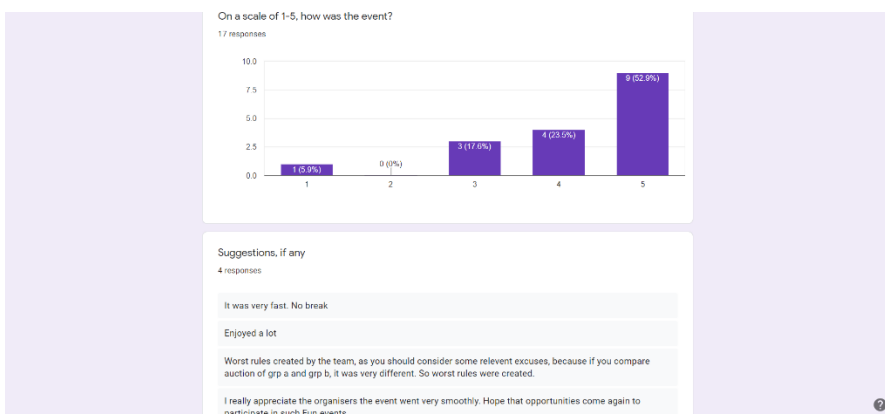 On a scale of 1-5, how was the event?
17 responses
10.0
7.5
5.0
2.5
0.0
1 (5.9%)
0 (0%)
3 (17.6%)
4 (23.5%)
9 (52.9%)
1
2
3
4
5
Suggestions, if any
4 responses
It was very fast. No break
Enjoyed a lot
Worst rules created by the team, as you should consider some relevent excuses, because if you compare
auction of grp a and grp b, it was very different. So worst rules were created.
I really appreciate the organisers the event went very smoothly. Hope that opportunities come again to
participate in such Fun events